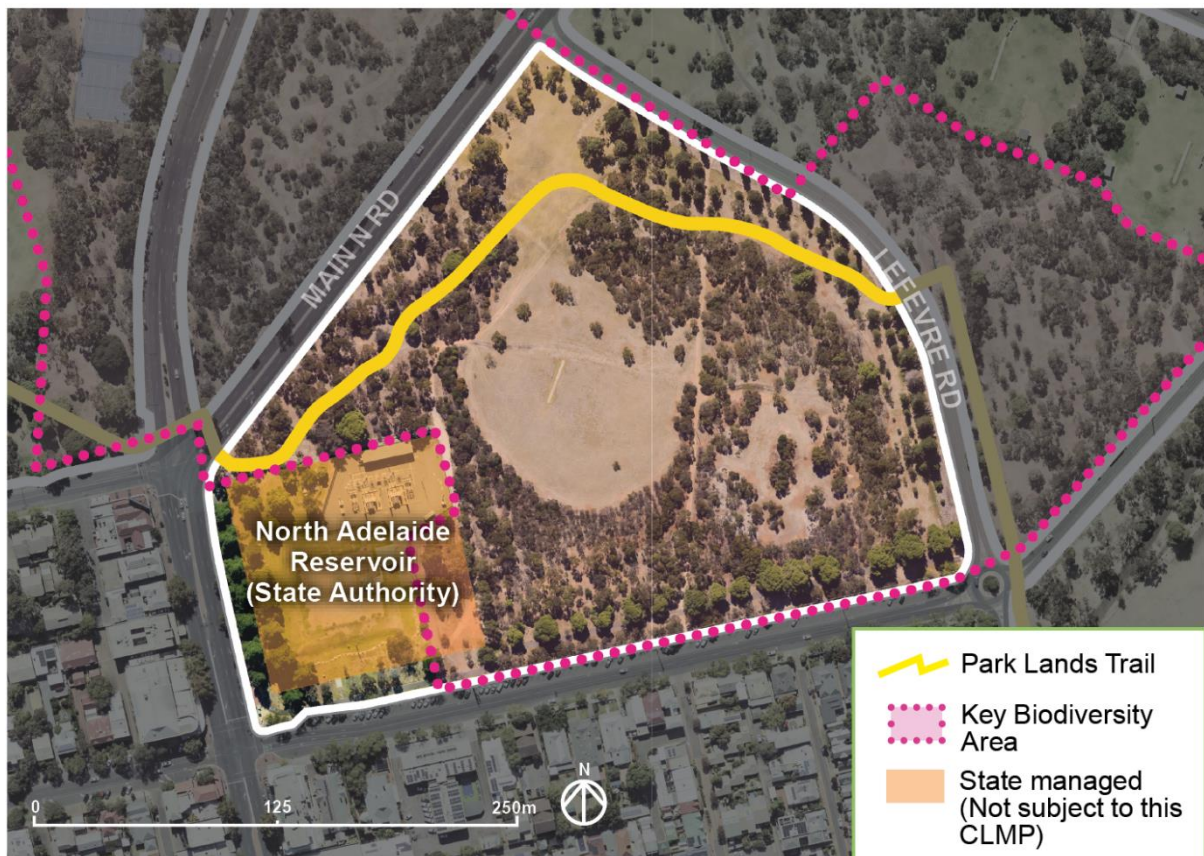 MAIN N RD
LEFEVRE RD
North Adelaide
Reservoir
(State Authority)
Park Lands Trail
Key Biodiversity
Area
State managed
(Not subject to this
CLMP)
N
0
125
250m